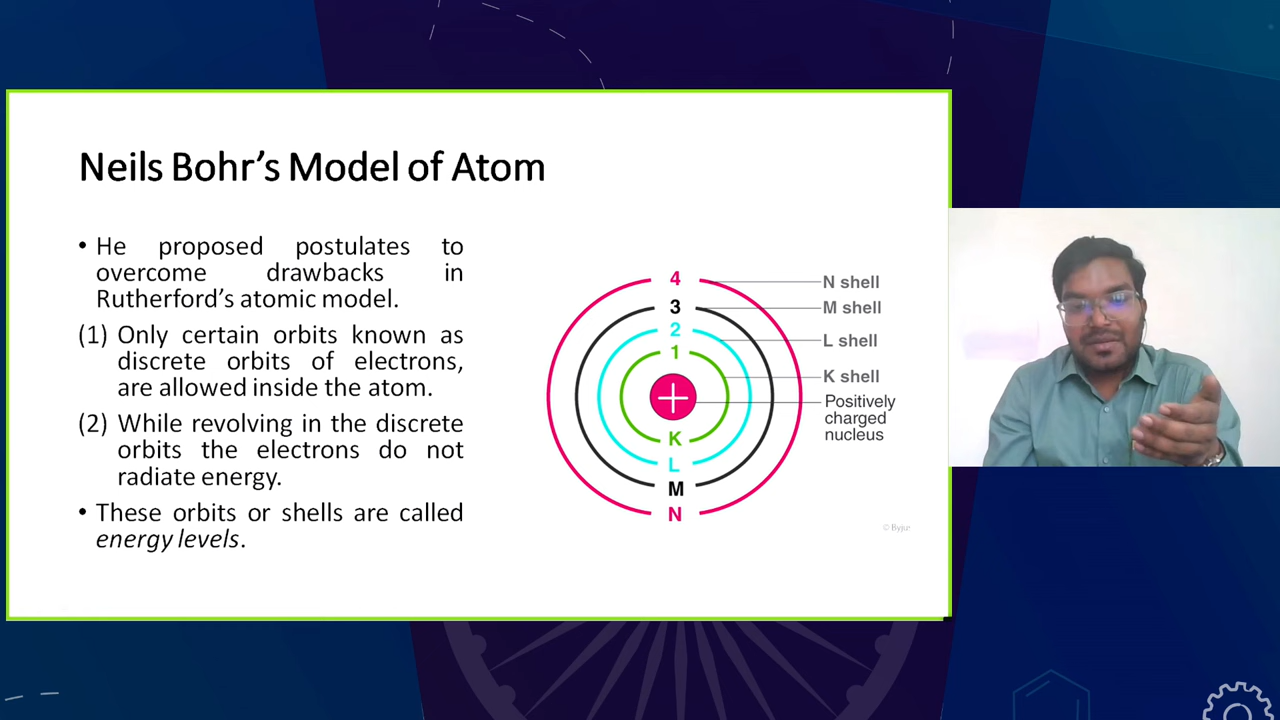 Neils Bohr’s Model of Atom
• He proposed postulates to
overcome drawbacks in
Rutherford’s atomic model.
(1) Only certain orbits known as
discrete orbits of electrons,
are allowed inside the atom.
(2) While revolving in the discrete
orbits the electrons do not
radiate energy.
• These orbits or shells are called
energy levels.
4
3
2
1
+
K
L
M
N
N shell
M shell
L shell
K shell
Positively
charged
nucleus
© Byjus